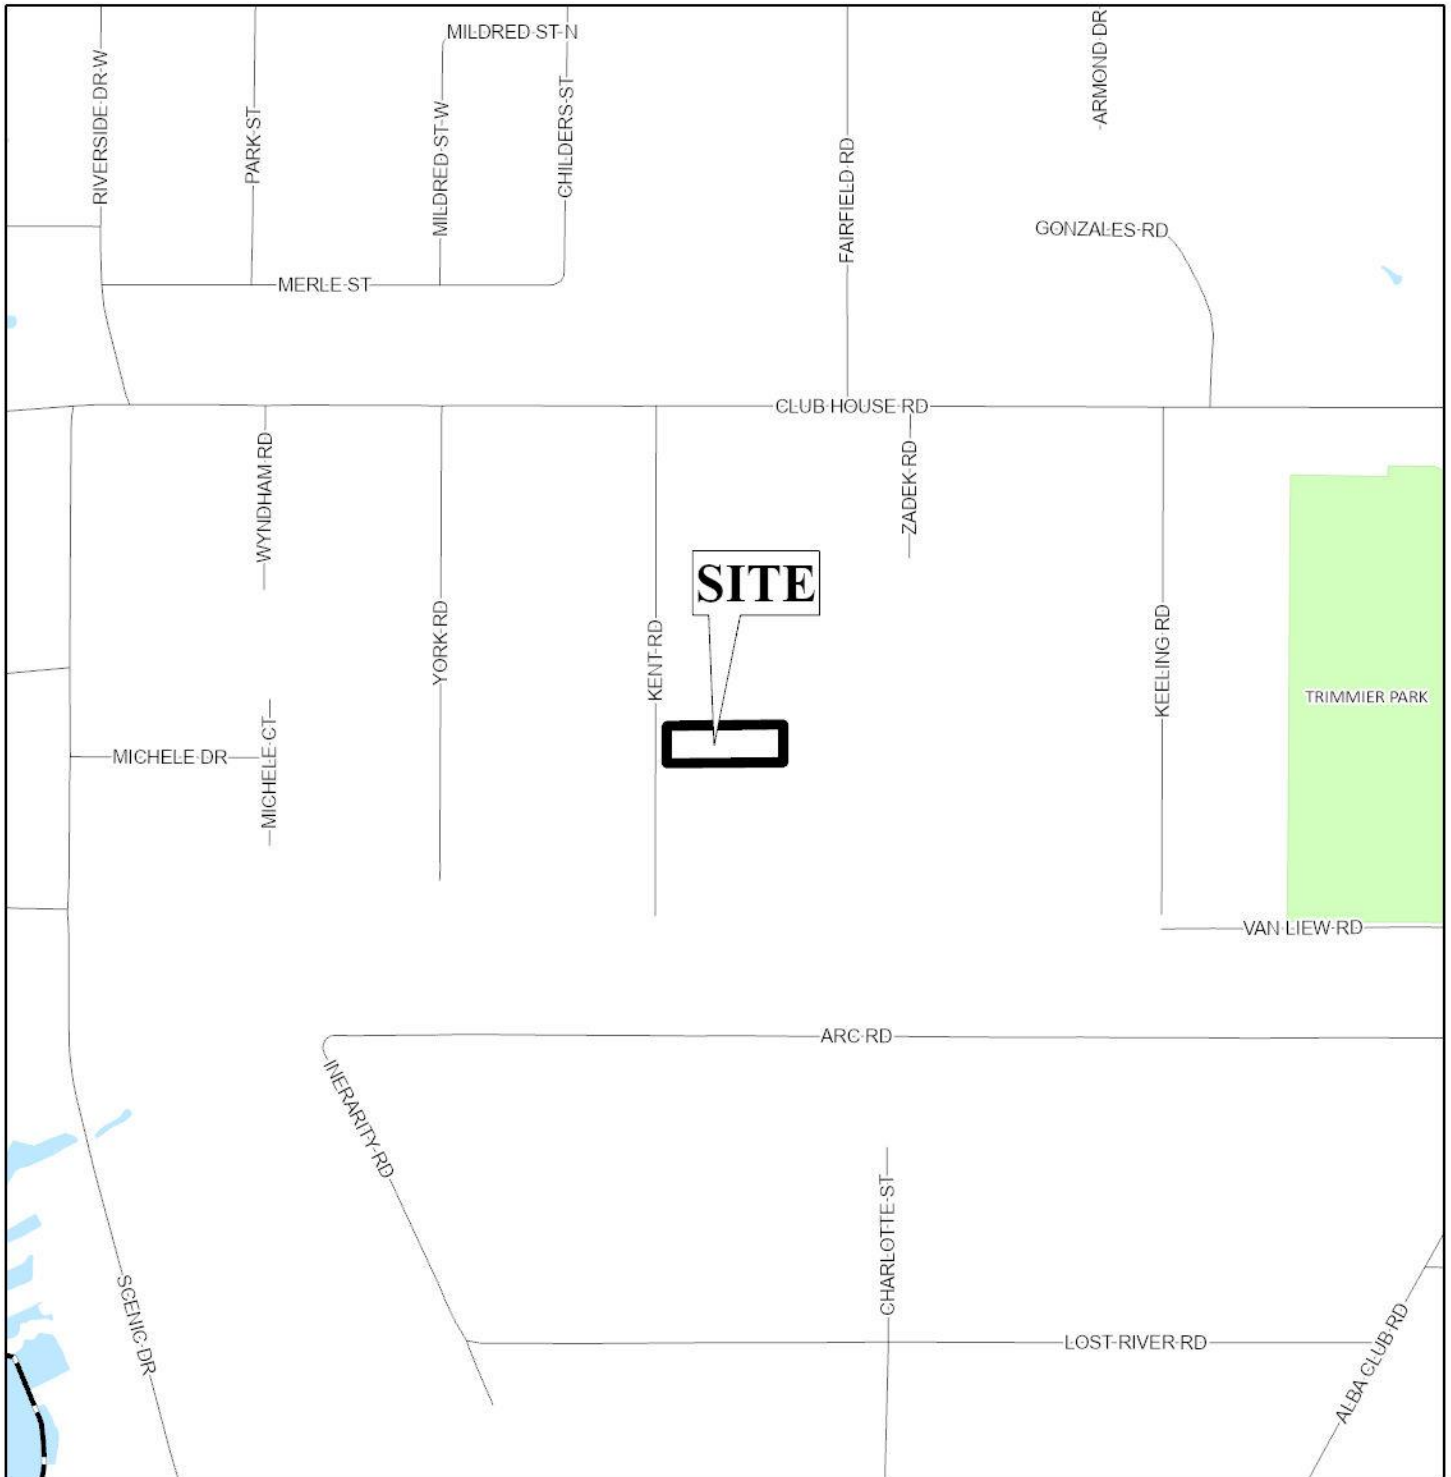 MILDRED ST N
RIVERSIDE DR W
PARK ST
MILDRED ST W
CHILDERS ST
FAIRFIELD RD
ARMOND DR
GONZALES RD
MERLE ST
CLUB HOUSE RD
WYNDHAM RD
ZADEK RD
SITE
YORK RD
KENT RD
KEELING RD
TRIMMIER PARK
MICHELE DR
MICHELE CT
VAN LIEW RD
ARC RD
INERARITY RD
CHARLOTTE ST
SCENIC DR
LOST RIVER RD
ALBA CLUB RD